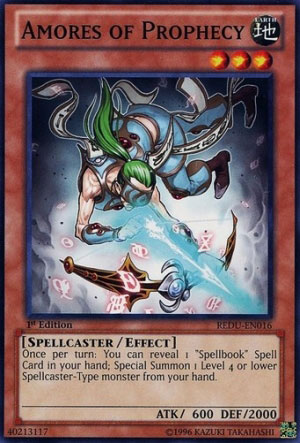 AMORES OF PROPHECY
EARTH
地
1st Edition
REDU-EN016
[SPELLCASTER / EFFECT]
Once per turn: You can reveal 1 "Spellbook" Spell
Card in your hand; Special Summon 1 Level 4 or lower
Spellcaster-Type monster from your hand.
ATK/ 600 DEF/2000
40213117
©1996 KAZUKI TAKAHASHI